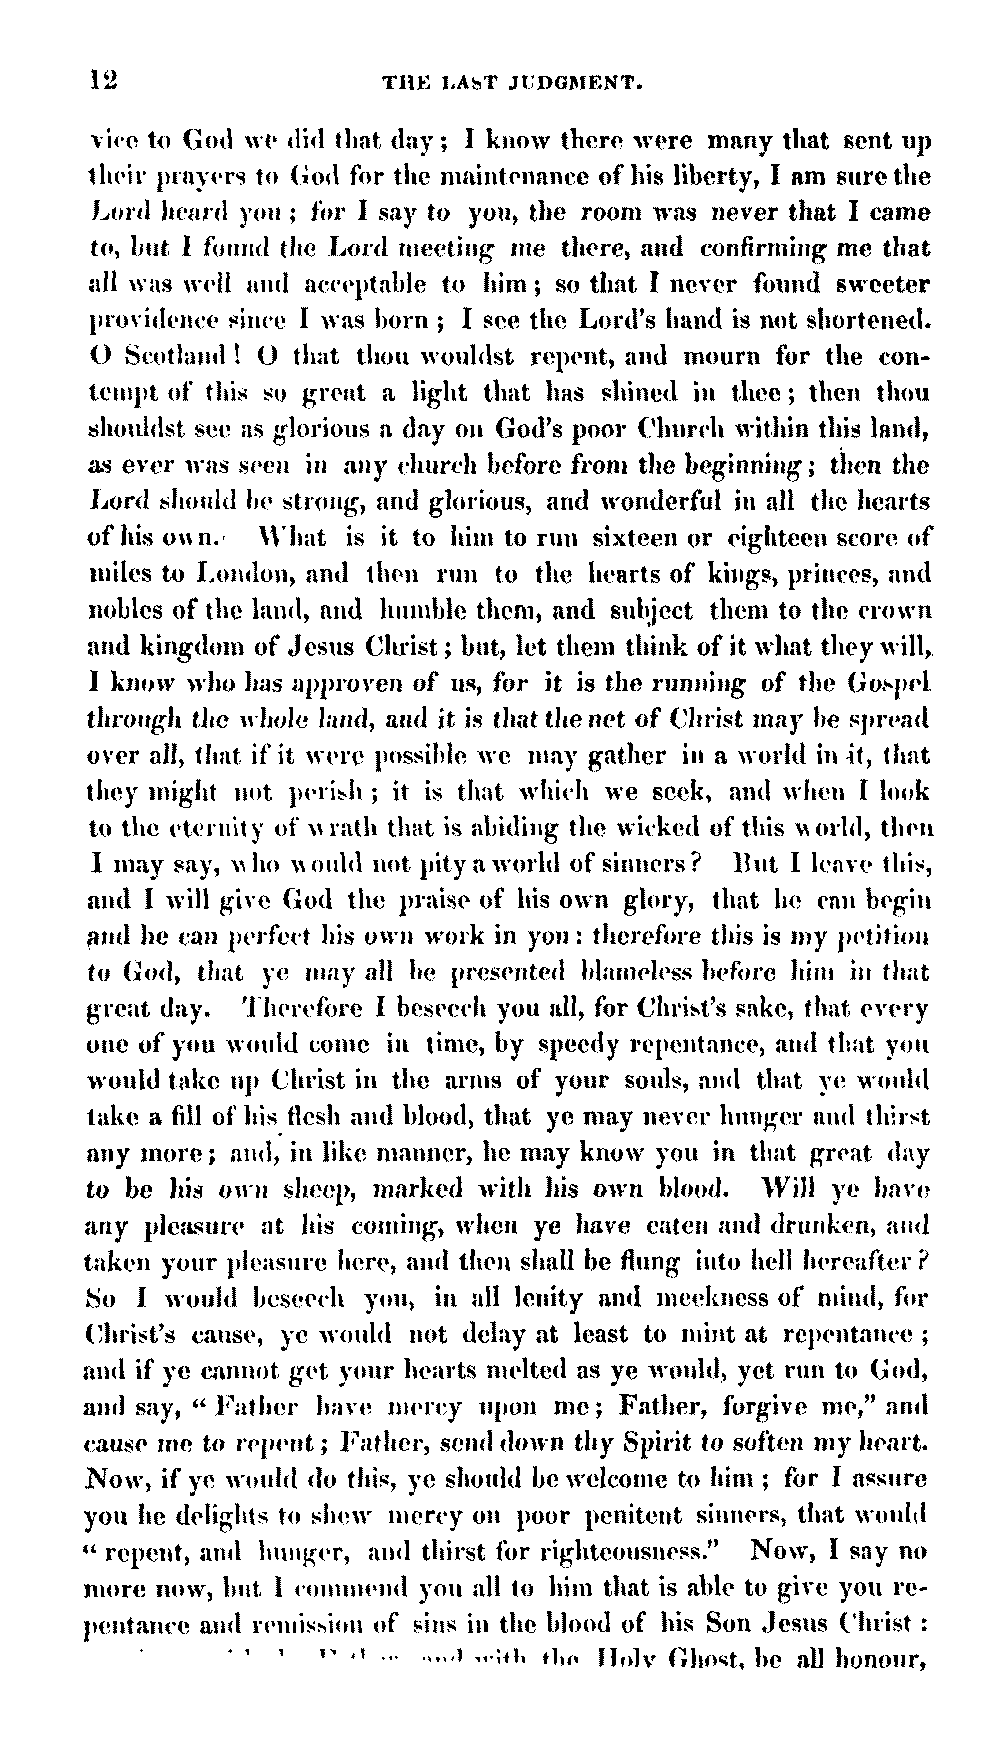 12 THE LAST JUDGMENT.
vice to God we did that day; I know there were many that sent up
their prayers to God for the maintenance of his liberty, I am sure the
Lord heard you; for I say to you, the room was never that I came
to, but I found the Lord meeting me there, and confirming me that
all was well and acceptable to him; so that I never found sweeter
providence since I was born; I see the Lord's hand is not shortened.
O Scotland! O that thou wouldst repent, and mourn for the con-
tempt of this so great a light that has shined in thee; then thou
shouldst see as glorious a day on God's poor Church within this land,
as ever was seen in any church before from the beginning; then the
Lord should be strong, and glorious, and wonderful in all the hearts
of his own. What is it to him to run sixteen or eighteen score of
miles to London, and then run to the hearts of kings, princes, and
nobles of the land, and humble them, and subject them to the crown
and kingdom of Jesus Christ; but, let them think of it what they will,
I know who has approven of us, for it is the running of the Gospel
through the whole land, and it is that the net of Christ may be spread
over all, that if it were possible we may gather in a world in it, that
they might not perish; it is that which we seek, and when I look
to the eternity of wrath that is abiding the wicked of this world, then
I may say, who would not pity a world of sinners? But I leave this,
and I will give God the praise of his own glory, that he can begin
and he can perfect his own work in you: therefore this is my petition
to God, that ye may all be presented blameless before him in that
great day. Therefore I beseech you all, for Christ's sake, that every
one of you would come in time, by speedy repentance, and that you
would take up Christ in the arms of your souls, and that ye would
take a fill of his flesh and blood, that ye may never hunger and thirst
any more; and, in like manner, he may know you in that great day
to be his own sheep, marked with his own blood. Will ye have
any pleasure at his coming, when ye have eaten and drunken, and
taken your pleasure here, and then shall be flung into hell hereafter?
So I would beseech you, in all lenity and meekness of mind, for
Christ's cause, ye would not delay at least to mint at repentance;
and if ye cannot get your hearts melted as ye would, yet run to God,
and say, “ Father have mercy upon me; Father, forgive me,” and
cause me to repent; Father, send down thy Spirit to soften my heart.
Now, if ye would do this, ye should be welcome to him; for I assure
you he delights to shew mercy on poor penitent sinners, that would
“ repent, and hunger, and thirst for righteousness.” Now, I say no
more now, but I commend you all to him that is able to give you re-
pentance and remission of sins in the blood of his Son Jesus Christ:
and with the Holy Ghost, be all honour,